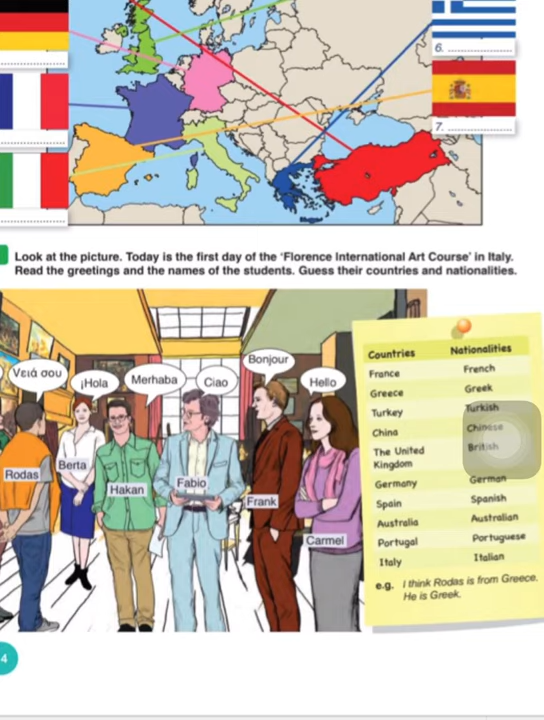 6. ....................
7. ....................
Look at the picture. Today is the first day of the ‘Florence International Art Course’ in Italy.
Read the greetings and the names of the students. Guess their countries and nationalities.
Vειά σου
¡Hola
Merhaba
Ciao
Bonjour
Hello
Rodas
Berta
Hakan
Fabio
Frank
Carmel
Countries Nationalities
France French
Greece Greek
Turkey Turkish
China Chinese
The United
Kingdom British
Germany German
Spain Spanish
Australia Australian
Portugal Portuguese
Italy Italian
e.g. I think Rodas is from Greece.
He is Greek.
4